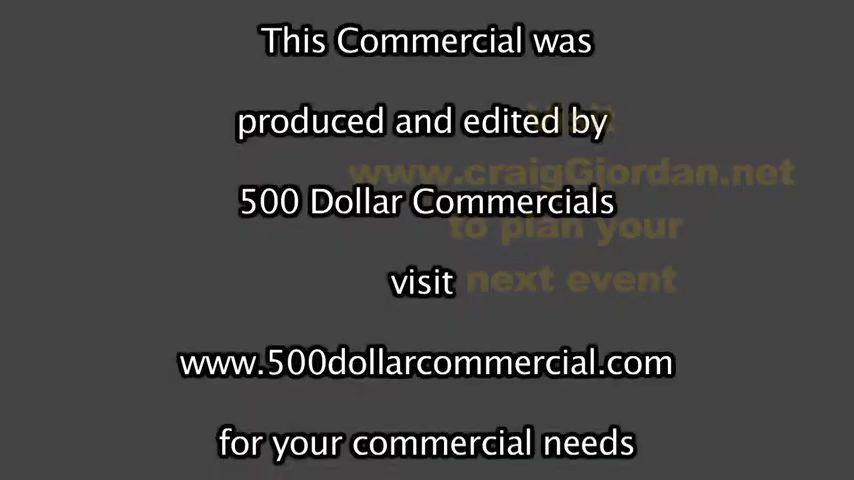 This Commercial was
produced and edited by
visit
www.craigGiordan.net
500 Dollar Commercials
to plan your
visit
next event
www.500dollarcommercial.com
for your commercial needs